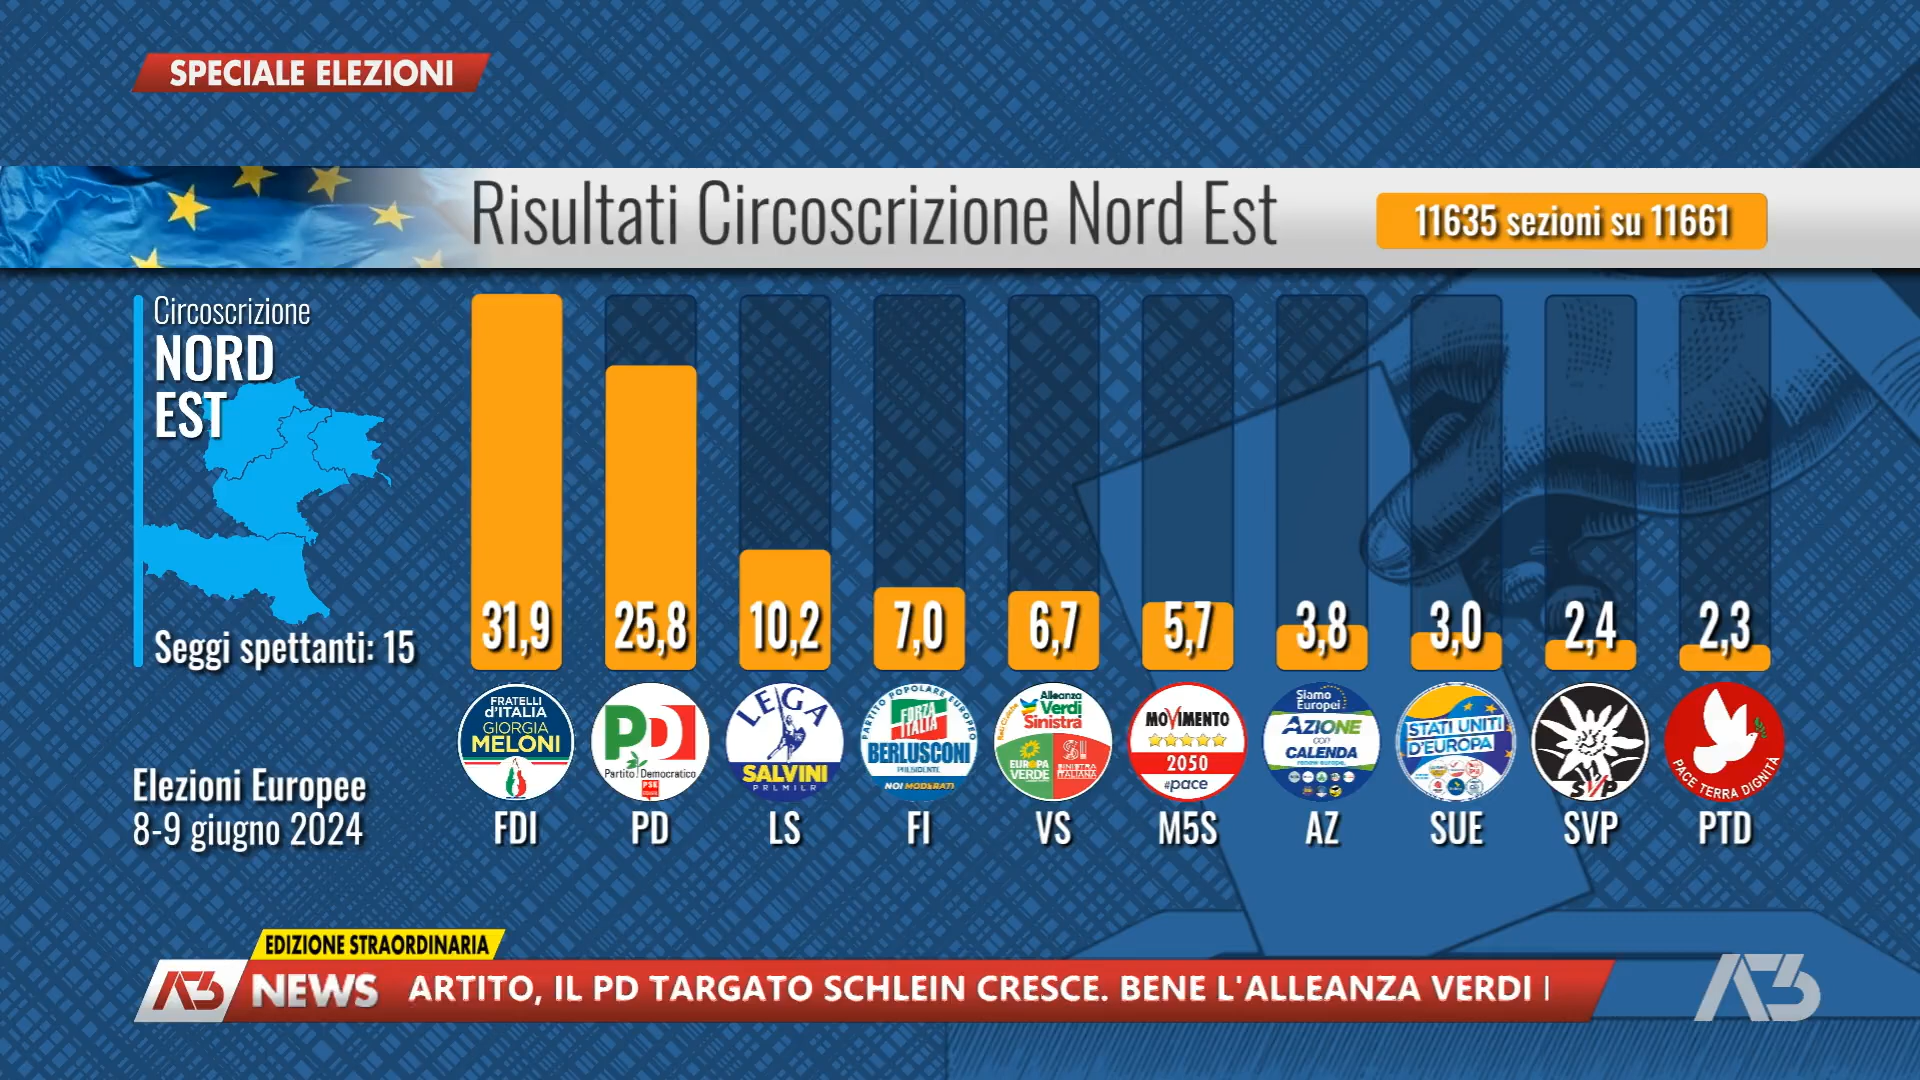 SPECIALE ELEZIONI
Risultati Circoscrizione Nord Est
11635 sezioni su 11661
Circoscrizione
NORD
EST
Seggi spettanti: 15
Elezioni Europee
8-9 giugno 2024
31,9
25,8
10,2
7,0
6,7
5,7
3,8
3,0
2,4
2,3
FRATELLI
d'ITALIA
GIORGIA
MELONI
PD
Partito Democratico
PSE
LEGA
SALVINI
PARTITO POPOLARE EUROPEO
FORZA
ITALIA
BERLUSCONI
PRESIDENTE
NOI MODERATI
Alleanza
Verdi
Sinistra
EUROPA
VERDE
SI
SINISTRA
ITALIANA
MOVIMENTO
2050
#pace
Siamo
Europei
AZIONE
con
CALENDA
STATI UNITI
D'EUROPA
SVP
PACE TERRA DIGNITÀ
FDI
PD
LS
FI
VS
M5S
AZ
SUE
SVP
PTD
EDIZIONE STRAORDINARIA
A3 NEWS
ARTITO, IL PD TARGATO SCHLEIN CRESCE. BENE L'ALLEANZA VERDI
A3